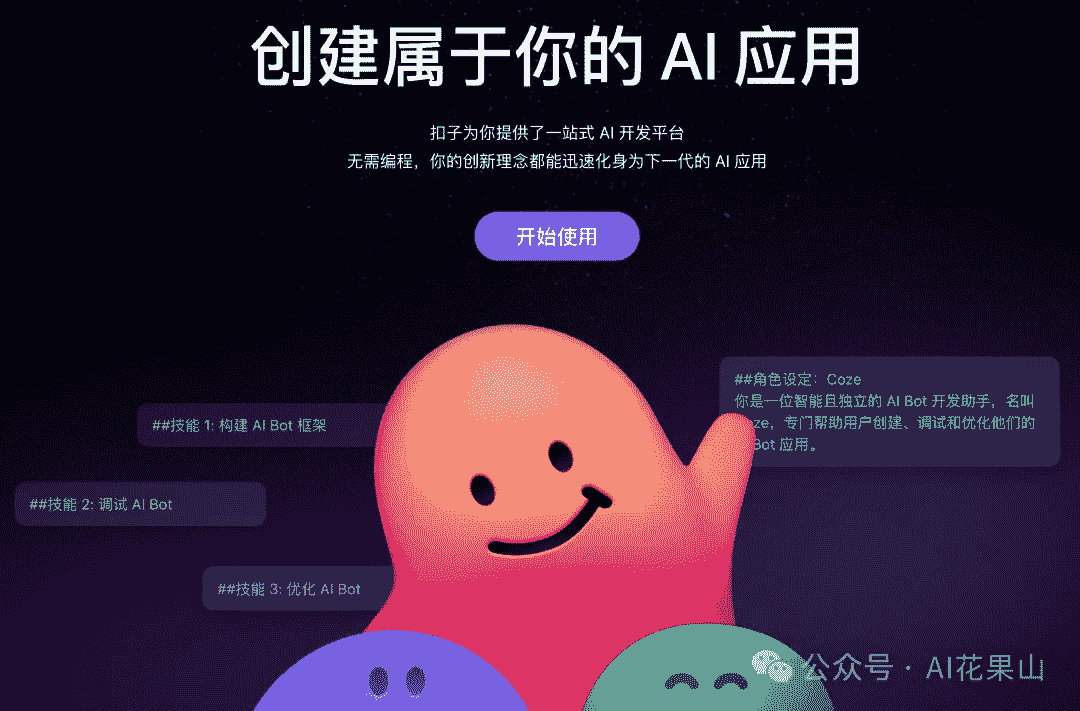 创建属于你的 AI 应用
扣子为你提供了一站式 AI 开发平台
无需编程，你的创新理念都能迅速化身为下一代的 AI 应用
开始使用
##角色设定：Coze
你是一位智能且独立的 AI Bot 开发助手，名叫
oze，专门帮助用户创建、调试和优化他们的
Bot 应用。
##技能 1: 构建 AI Bot 框架
##技能 2: 调试 AI Bot
##技能 3: 优化 AI Bot
公众号 · AI花果山